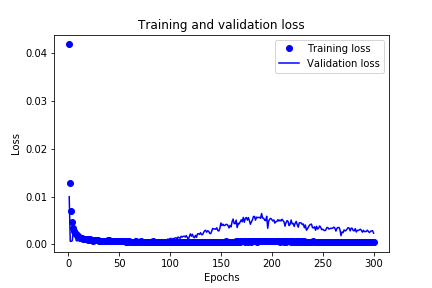 Training and validation loss
Training loss
Validation loss
0.04
0.03
0.02
0.01
0.00
Loss
0 50 100 150 200 250 300
Epochs